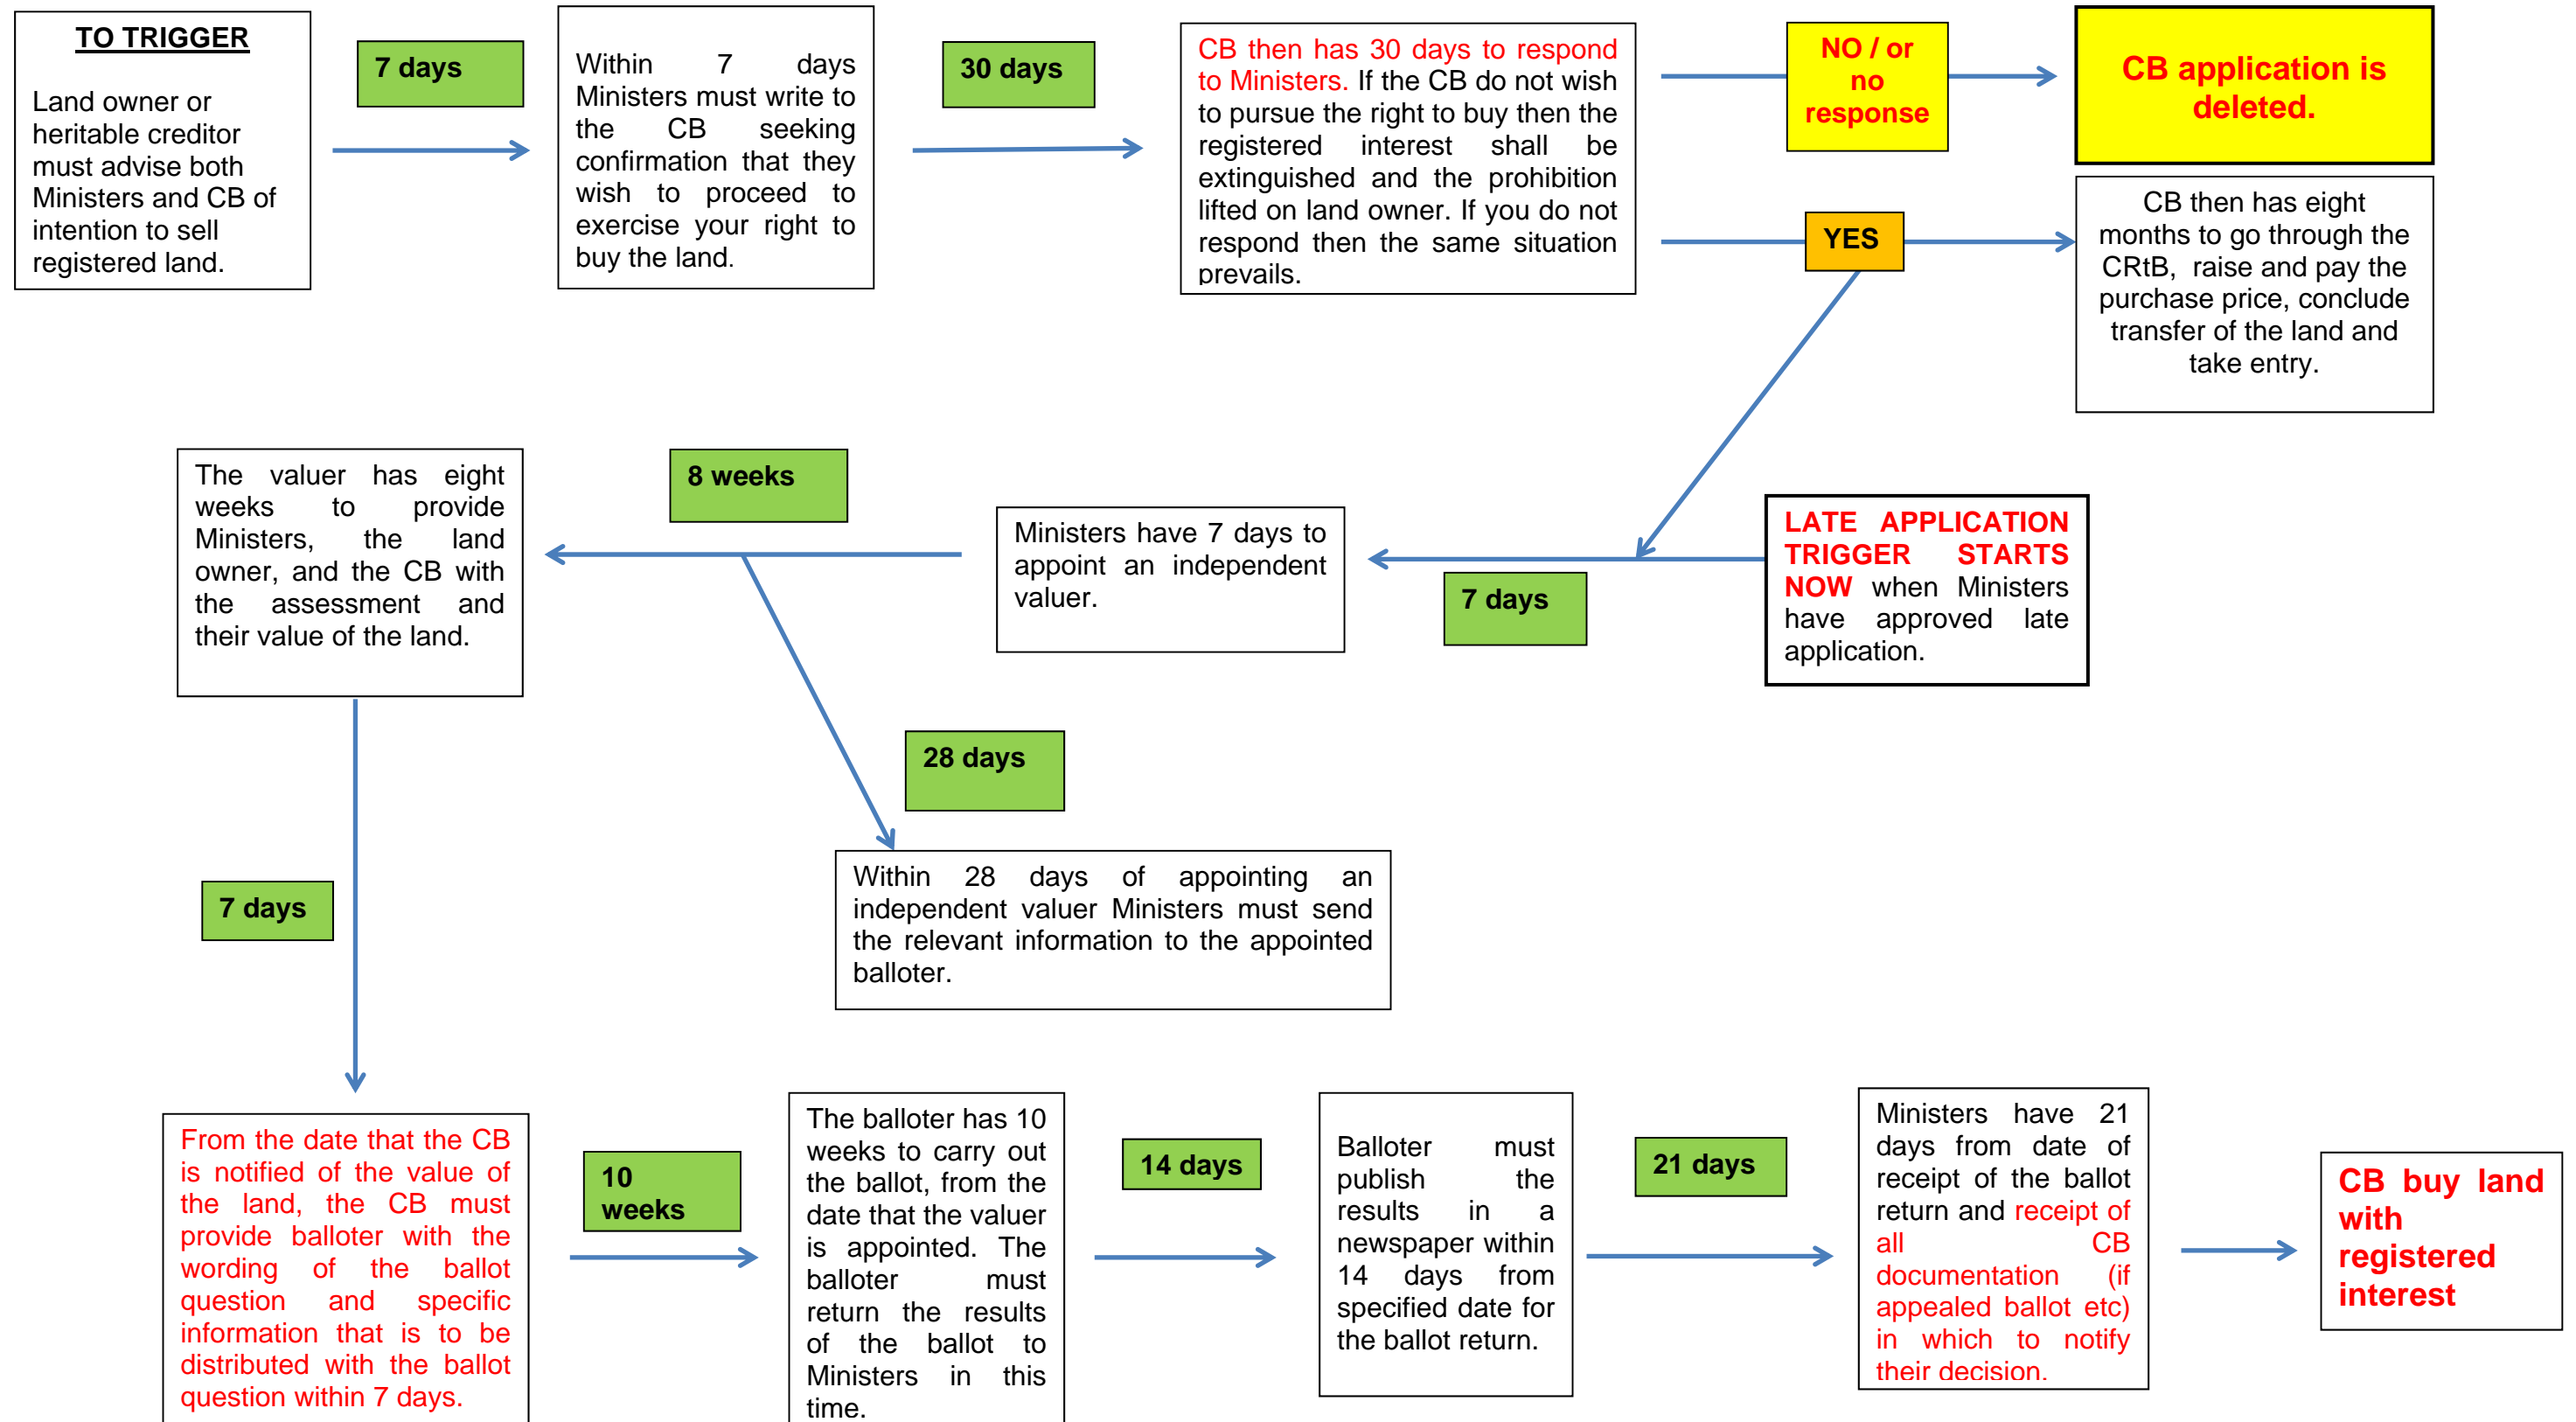 TO TRIGGER
Land owner or
heritable creditor
must advise both
Ministers and CB of
intention to sell
registered land.
7 days
Within 7 days
Ministers must write to
the CB seeking
confirmation that they
wish to proceed to
exercise your right to
buy the land.
30 days
CB then has 30 days to respond
to Ministers. If the CB do not wish
to pursue the right to buy then the
registered interest shall be
extinguished and the prohibition
lifted on land owner. If you do not
respond then the same situation
prevails.
NO / or
no
response
CB application is
deleted.
YES
CB then has eight
months to go through the
CRtB, raise and pay the
purchase price, conclude
transfer of the land and
take entry.
LATE APPLICATION
TRIGGER STARTS
NOW when Ministers
have approved late
application.
7 days
Ministers have 7 days to
appoint an independent
valuer.
8 weeks
The valuer has eight
weeks to provide
Ministers, the land
owner, and the CB with
the assessment and
their value of the land.
28 days
Within 28 days of appointing an
independent valuer Ministers must send
the relevant information to the appointed
balloter.
7 days
From the date that the CB
is notified of the value of
the land, the CB must
provide balloter with the
wording of the ballot
question and specific
information that is to be
distributed with the ballot
question within 7 days.
10
weeks
The balloter has 10
weeks to carry out
the ballot, from the
date that the valuer
is appointed. The
balloter must
return the results
of the ballot to
Ministers in this
time.
14 days
Balloter must
publish the
results in a
newspaper within
14 days from
specified date for
the ballot return.
21 days
Ministers have 21
days from date of
receipt of the ballot
return and receipt of
all CB
documentation (if
appealed ballot etc)
in which to notify
their decision.
CB buy land
with
registered
interest